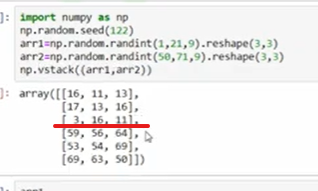 ]: import numpy as np
np.random.seed(122)
arr1=np.random.randint(1,21,9).reshape(3,3)
arr2=np.random.randint(50,71,9).reshape(3,3)
np.vstack((arr1,arr2))
]: array([[16, 11, 13],
[17, 13, 16],
[ 3, 16, 11],
[59, 56, 64],
[53, 54, 69],
[69, 63, 50]])